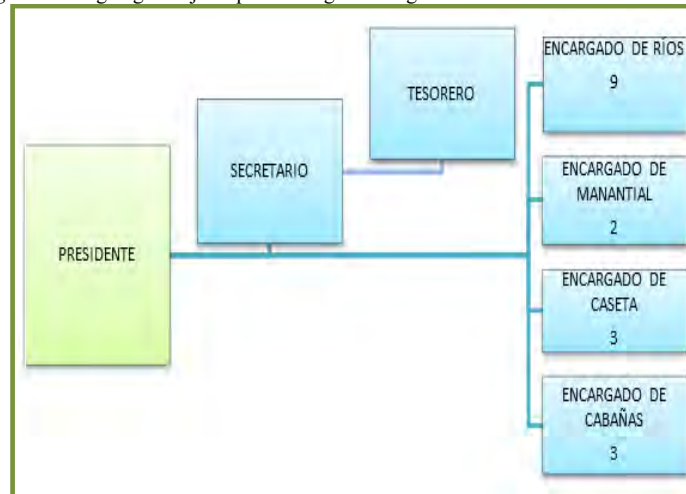 ENCARGADO DE RÍOS
9
TESORERO
SECRETARIO
ENCARGADO DE
MANANTIAL
2
PRESIDENTE
ENCARGADO DE
CASETA
3
ENCARGADO DE
CABAÑAS
3